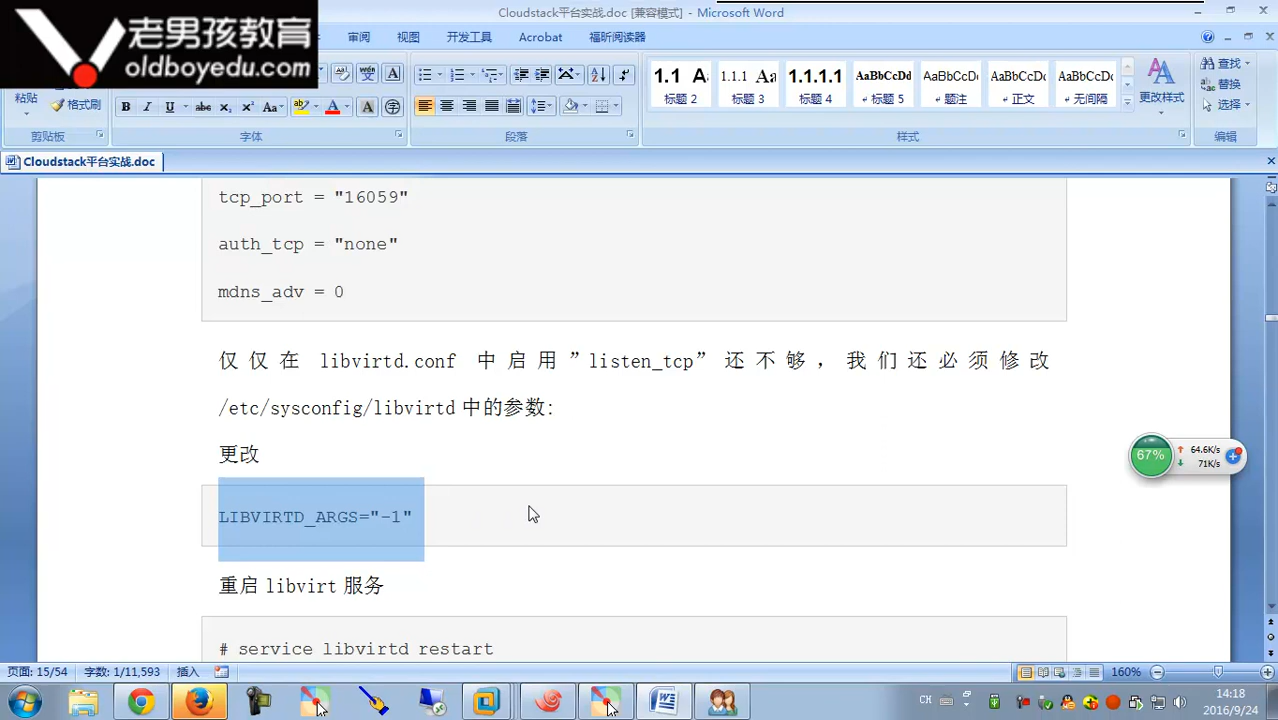 Cloudstack平台实战.doc [兼容模式] - Microsoft Word
老男孩教育
oldboyedu.com
审阅 视图 开发工具 Acrobat 福昕阅读器
粘贴 格式刷
剪贴板 字体 段落 样式 编辑
1.1 A 1.1.1 Aa 1.1.1.1 AaBbCcDd AaBbCcDd AaBbCcDd AaBbCcDd
标题 2 标题 3 标题 4 标题 5 题注 正文 无间隔
更改样式
查找
替换
选择
Cloudstack平台实战.doc
tcp_port = "16059"
auth_tcp = "none"
mdns_adv = 0
仅仅在 libvirtd.conf 中启用”listen_tcp”还不够，我们还必须修改
/etc/sysconfig/libvirtd 中的参数:
更改
LIBVIRTD_ARGS="-1"
重启 libvirt 服务
# service libvirtd restart
67%
64.6K/s
71K/s
页面: 15/54 字数: 1/11,593 插入 160%
CH
14:18
2016/9/24